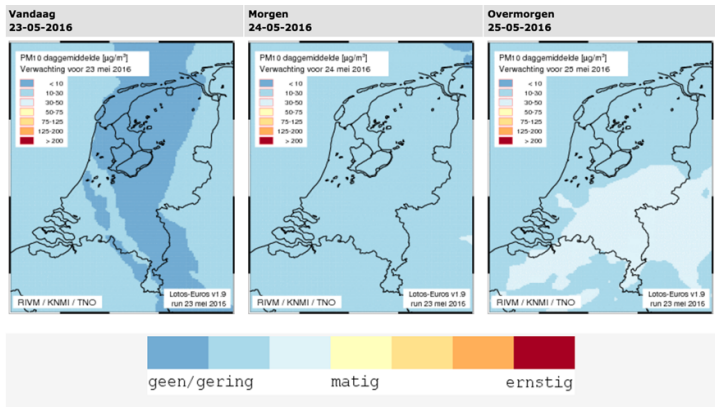 Vandaag
23-05-2016
Morgen
24-05-2016
Overmorgen
25-05-2016
PM10 daggemiddelde [µg/m³]
Verwachting voor 23 mei 2016
< 10
10-30
30-50
50-75
75-125
125-200
> 200
RIVM / KNMI / TNO
Lotos-Euros v1.9
run 23 mei 2016
PM10 daggemiddelde [µg/m³]
Verwachting voor 24 mei 2016
< 10
10-30
30-50
50-75
75-125
125-200
> 200
RIVM / KNMI / TNO
Lotos-Euros v1.9
run 23 mei 2016
PM10 daggemiddelde [µg/m³]
Verwachting voor 25 mei 2016
< 10
10-30
30-50
50-75
75-125
125-200
> 200
RIVM / KNMI / TNO
Lotos-Euros v1.9
run 23 mei 2016
geen/gering
matig
ernstig